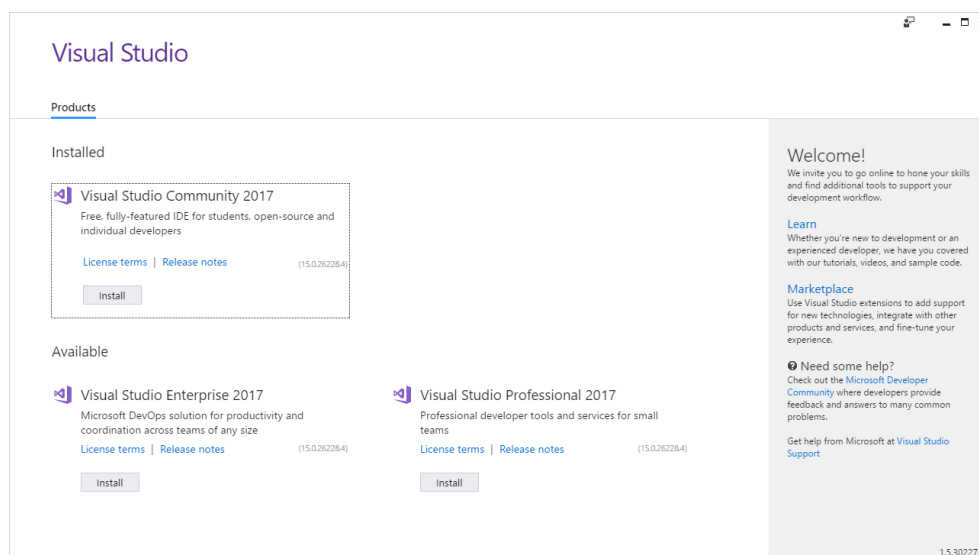 Visual Studio
Products
Installed
Visual Studio Community 2017
Free, fully-featured IDE for students, open-source and
individual developers
License terms | Release notes
(15.0.26228.4)
Install
Available
Visual Studio Enterprise 2017
Microsoft DevOps solution for productivity and
coordination across teams of any size
License terms | Release notes
(15.0.26228.4)
Install
Visual Studio Professional 2017
Professional developer tools and services for small
teams
License terms | Release notes
(15.0.26228.4)
Install
Welcome!
We invite you to go online to hone your skills
and find additional tools to support your
development workflow.
Learn
Whether you're new to development or an
experienced developer, we have you covered
with our tutorials, videos, and sample code.
Marketplace
Use Visual Studio extensions to add support
for new technologies, integrate with other
products and services, and fine-tune your
experience.
Need some help?
Check out the Microsoft Developer
Community where developers provide
feedback and answers to many common
problems.
Get help from Microsoft at Visual Studio
Support
1.5.30227